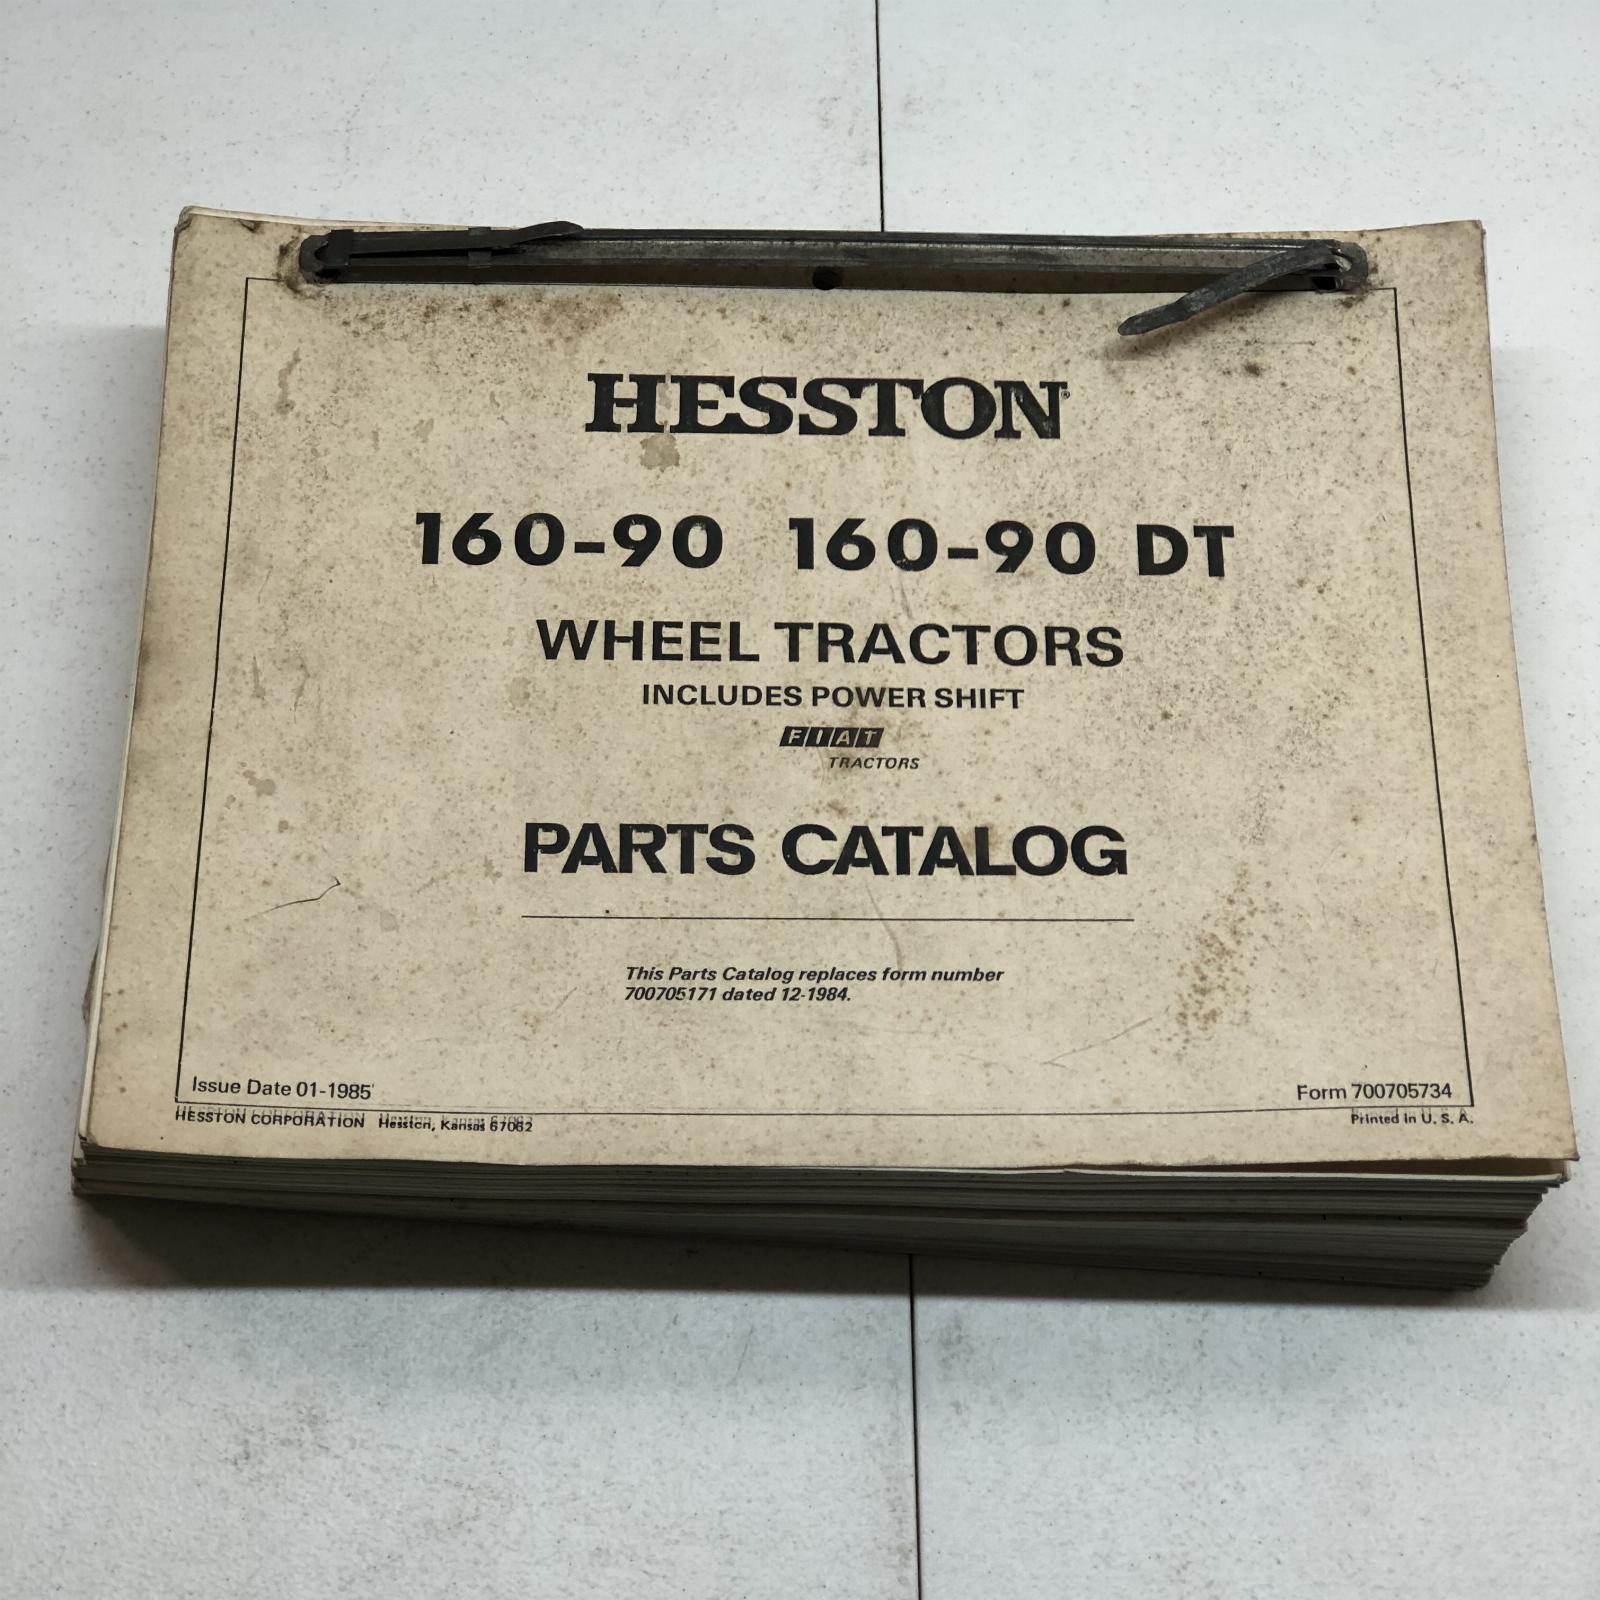 HESSTON®
160-90 160-90 DT
WHEEL TRACTORS
INCLUDES POWER SHIFT
FIAT
TRACTORS
PARTS CATALOG
This Parts Catalog replaces form number
700705171 dated 12-1984.
Issue Date 01-1985
Form 700705734
HESSTON CORPORATION Hesston, Kansas 67062
Printed in U. S. A.